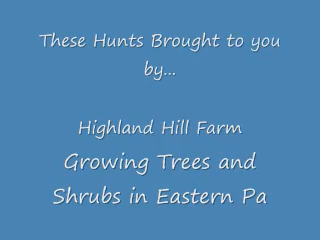 These Hunts Brought to you
by...
Highland Hill Farm
Growing Trees and
Shrubs in Eastern Pa